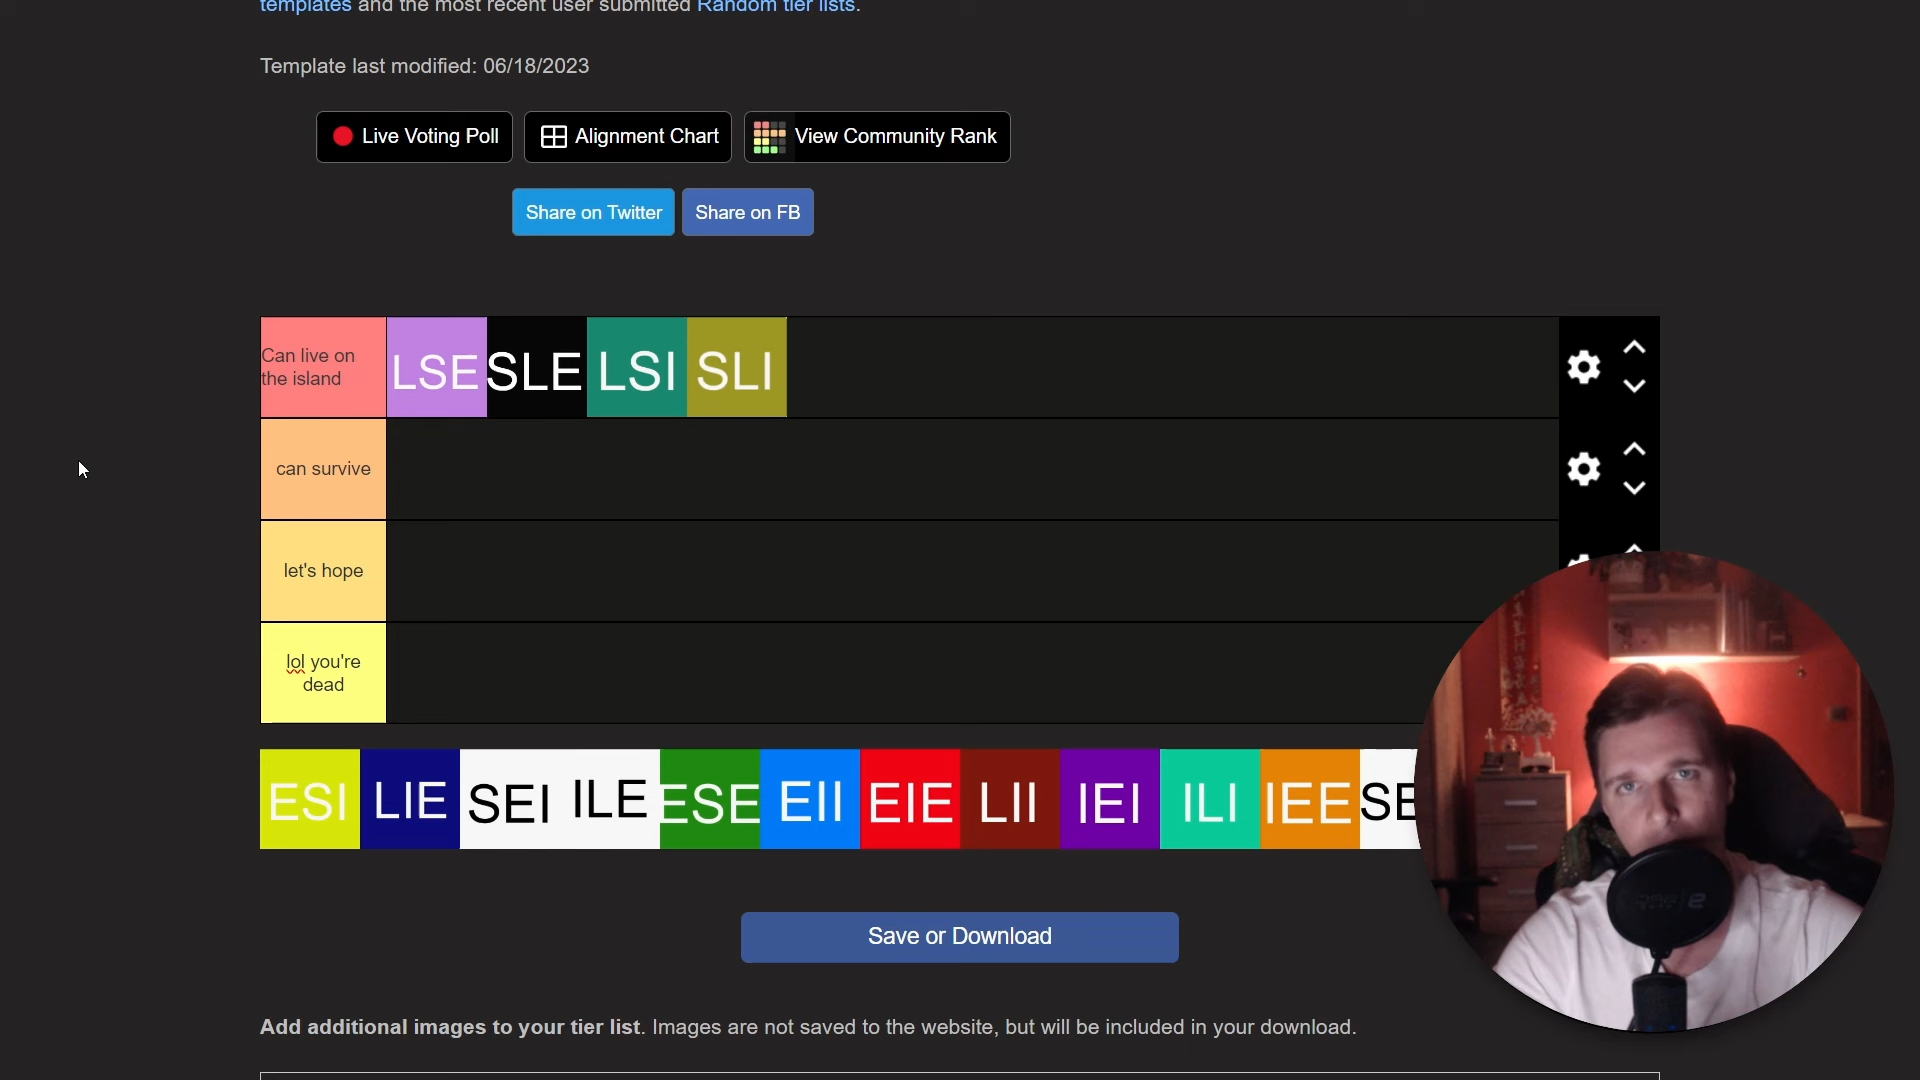 templates and the most recent user submitted Random tier lists.
Template last modified: 06/18/2023
Live Voting Poll
Alignment Chart
View Community Rank
Share on Twitter
Share on FB
Can live on
the island
LSE
SLE
LSI
SLI
can survive
let's hope
lol you're
dead
ESI
LIE
SEI
ILE
ESE
EII
EIE
LII
IEI
ILI
IEE
SE
Save or Download
Add additional images to your tier list. Images are not saved to the website, but will be included in your download.